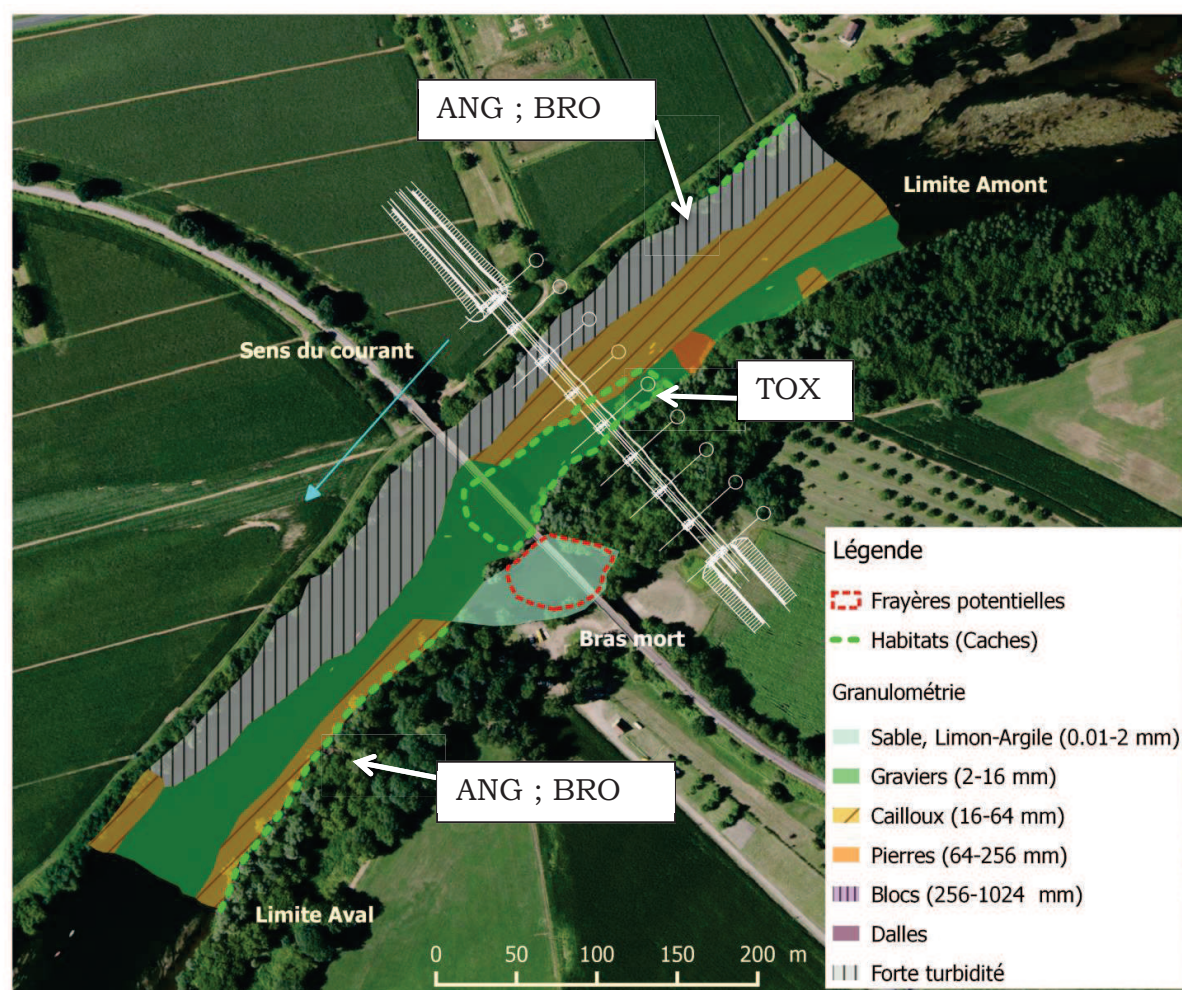 ANG ; BRO
Limite Amont
Sens du courant
TOX
Bras mort
ANG ; BRO
Limite Aval
0 50 100 150 200 m
Légende
Frayères potentielles
Habitats (Caches)
Granulométrie
Sable, Limon-Argile (0.01-2 mm)
Graviers (2-16 mm)
Cailloux (16-64 mm)
Pierres (64-256 mm)
Blocs (256-1024 mm)
Dalles
Forte turbidité